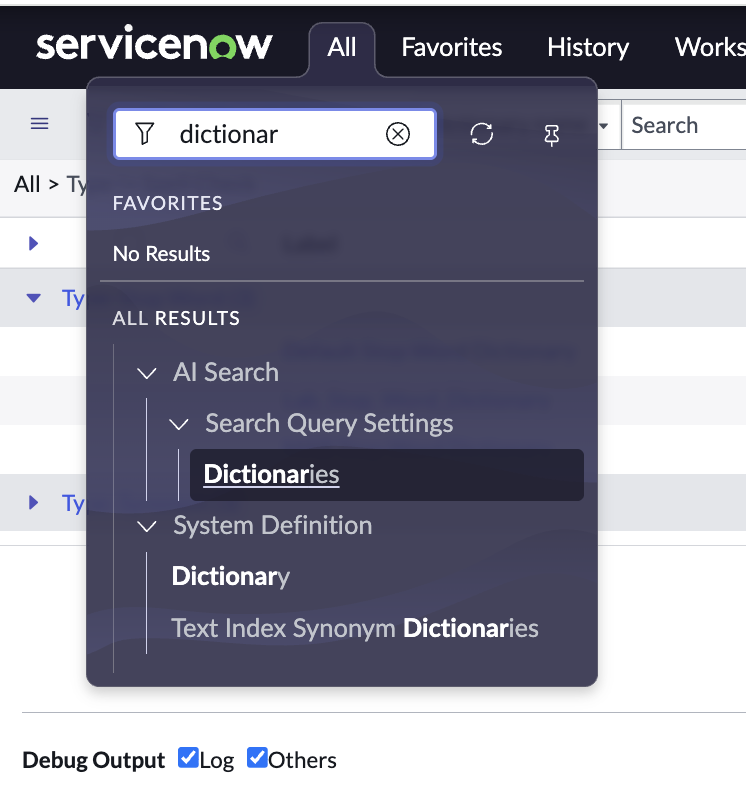 servicenow All Favorites History Works
dictionar Search
All > Ty
FAVORITES
No Results
Ty
ALL RESULTS
AI Search
Search Query Settings
Dictionaries
Ty
System Definition
Dictionary
Text Index Synonym Dictionaries
Debug Output Log Others